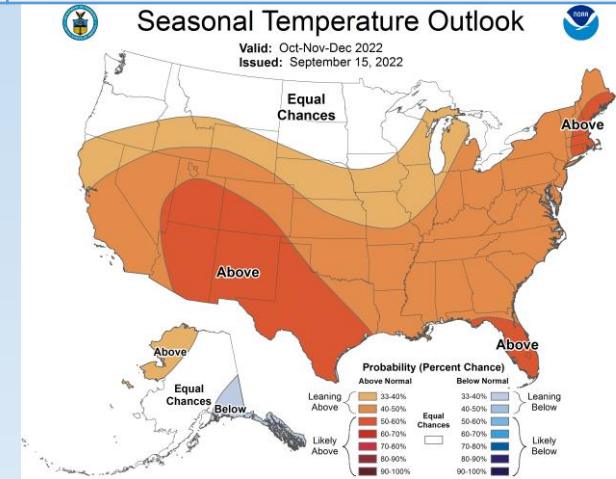 Seasonal Temperature Outlook
NOAA
Valid: Oct-Nov-Dec 2022
Issued: September 15, 2022
Equal
Chances
Above
Above
Above
Above
Equal
Chances
Below
Probability (Percent Chance)
Above Normal
Below Normal
Leaning
Above
33-40%
40-50%
Likely
Above
50-60%
60-70%
70-80%
80-90%
90-100%
Equal
Chances
33-40%
40-50%
Leaning
Below
50-60%
60-70%
70-80%
80-90%
90-100%
Likely
Below